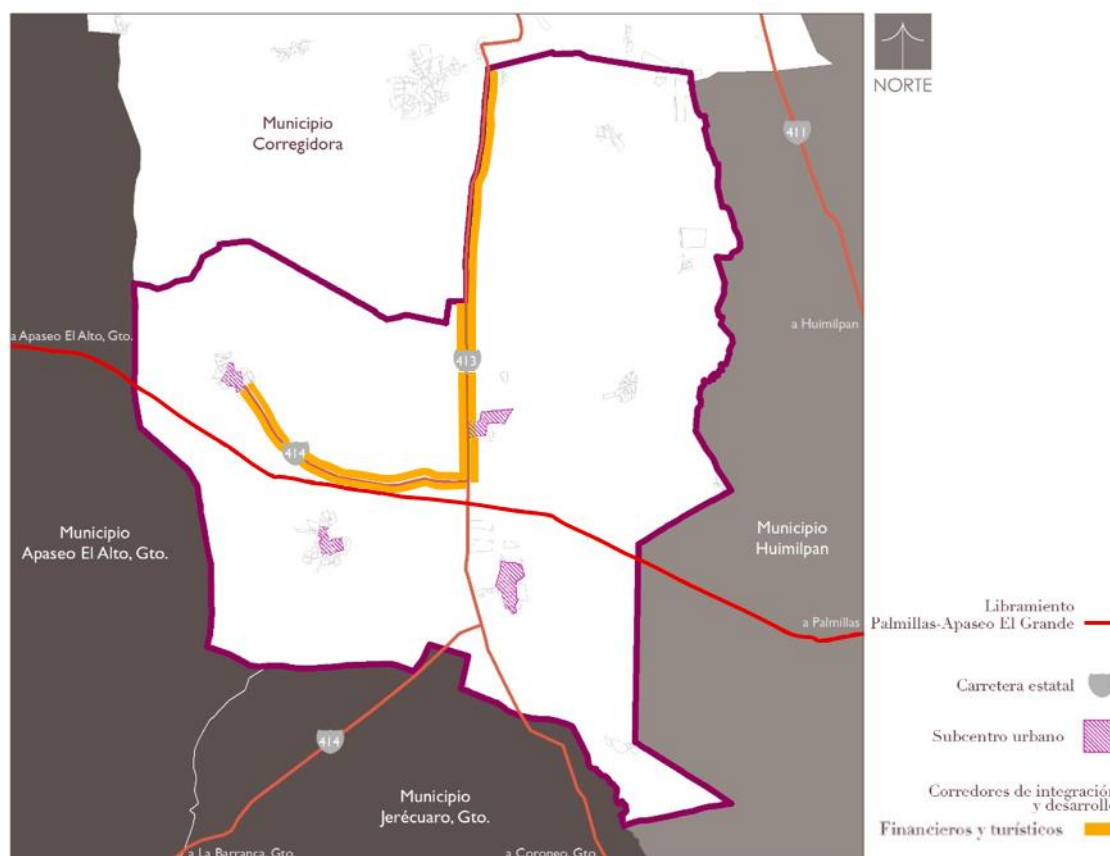 NORTE
Municipio
Corregidora
411
a Huimilpan
a Apaseo El Alto, Gto.
413
414
Municipio
Apaseo El Alto, Gto.
Municipio
Huimilpan
a Palmillas
414
Municipio
Jerécuaro, Gto.
a La Barranca, Gto.
a Coroneo, Gto.
Libramiento
Palmillas-Apaseo El Grande
Carretera estatal
Subcentro urbano
Corredores de integración
y desarrollo
Financieros y turísticos